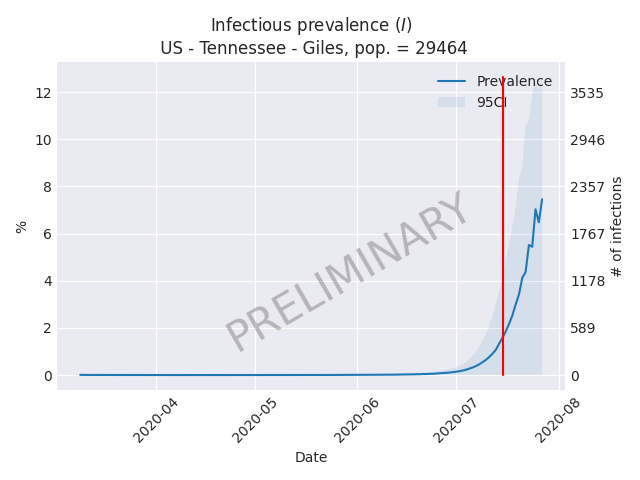 Infectious prevalence (I)
US - Tennessee - Giles, pop. = 29464
Prevalence
95CI
12
10
8
6
4
2
0
%
3535
2946
2357
1767
1178
589
0
# of infections
PRELIMINARY
2020-04
2020-05
2020-06
2020-07
2020-08
Date